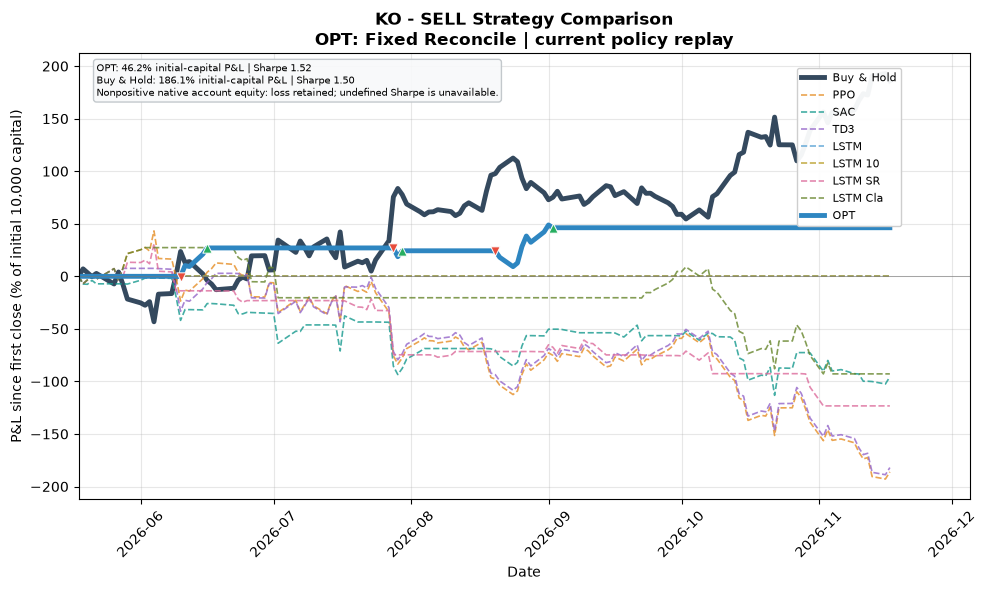 KO - SELL Strategy Comparison
OPT: Fixed Reconcile | current policy replay
OPT: 46.2% initial-capital P&L | Sharpe 1.52
Buy & Hold: 186.1% initial-capital P&L | Sharpe 1.50
Nonpositive native account equity: loss retained; undefined Sharpe is unavailable.
Buy & Hold
PPO
SAC
TD3
LSTM
LSTM 10
LSTM SR
LSTM Cla
OPT
P&L since first close (% of initial 10,000 capital)
200
150
100
50
0
−50
−100
−150
−200
2026-06
2026-07
2026-08
2026-09
2026-10
2026-11
2026-12
Date